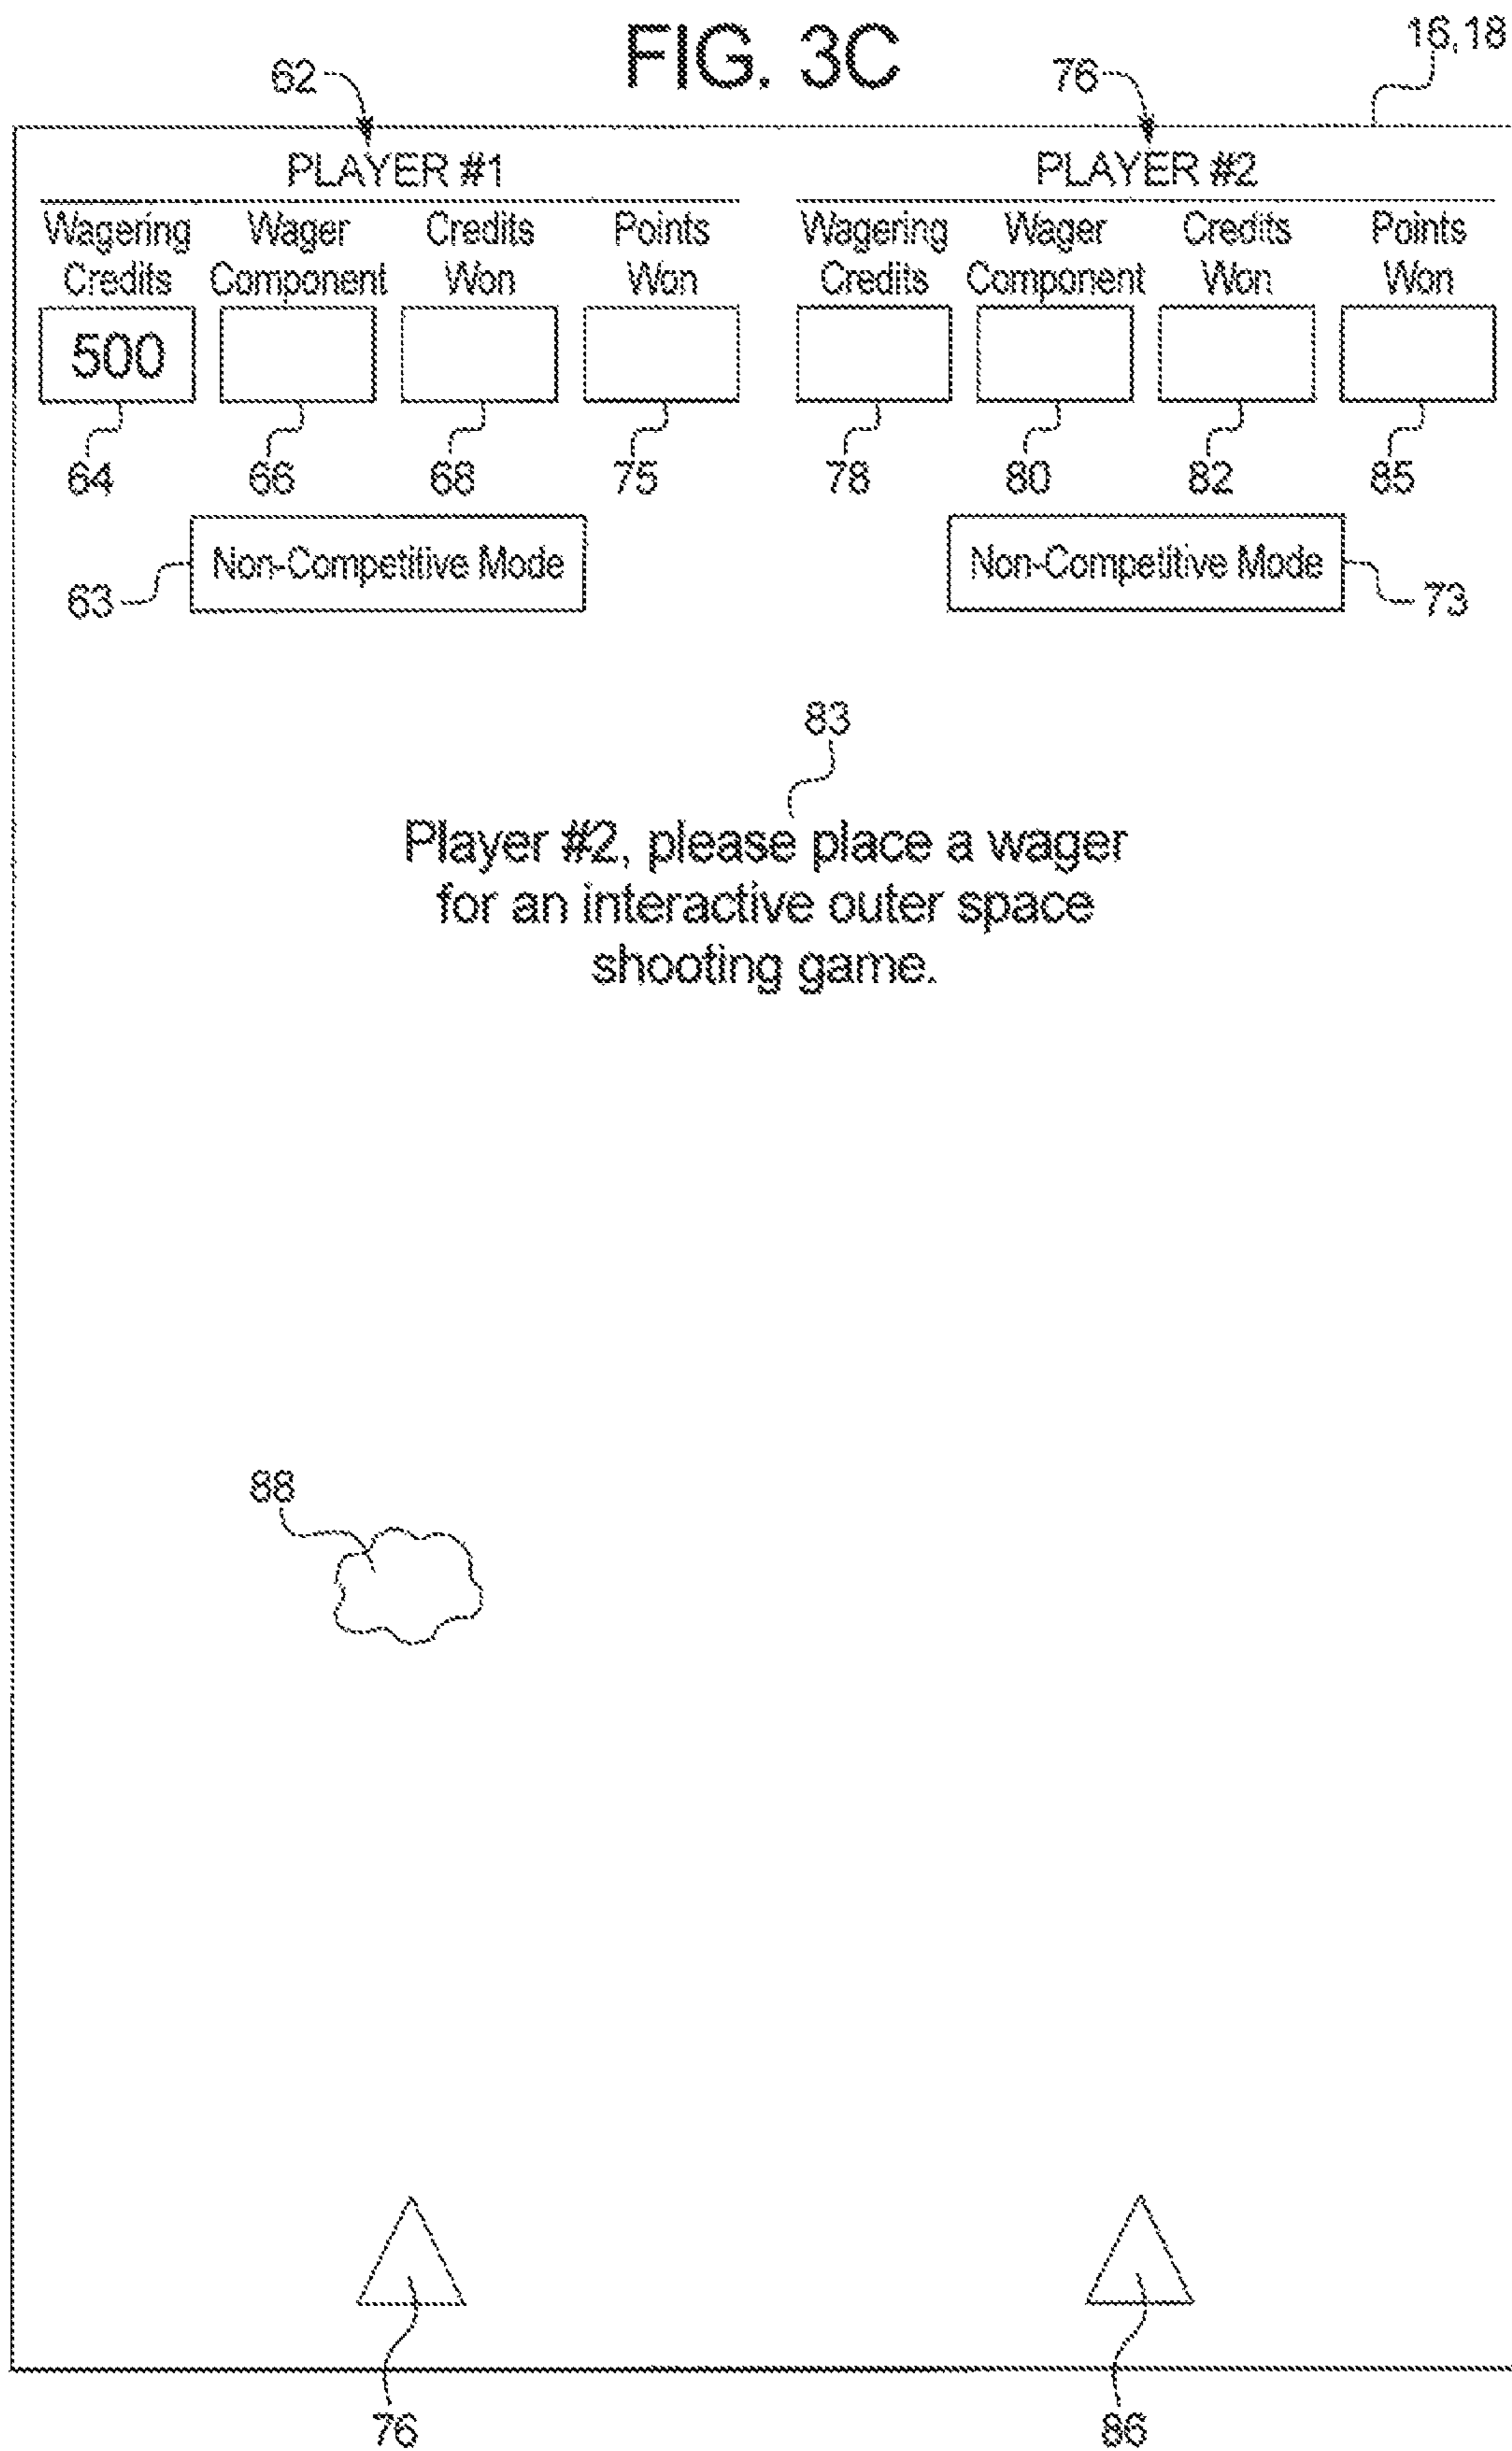 FIG. 3C
16,18
62
76
PLAYER #1
PLAYER #2
Wagering Credits
Wager Component
Credits Won
Points Won
Wagering Credits
Wager Component
Credits Won
Points Won
500
64
66
68
75
78
80
82
85
Non-Competitive Mode
Non-Competitive Mode
63
73
83
Player #2, please place a wager
for an interactive outer space
shooting game.
88
76
86